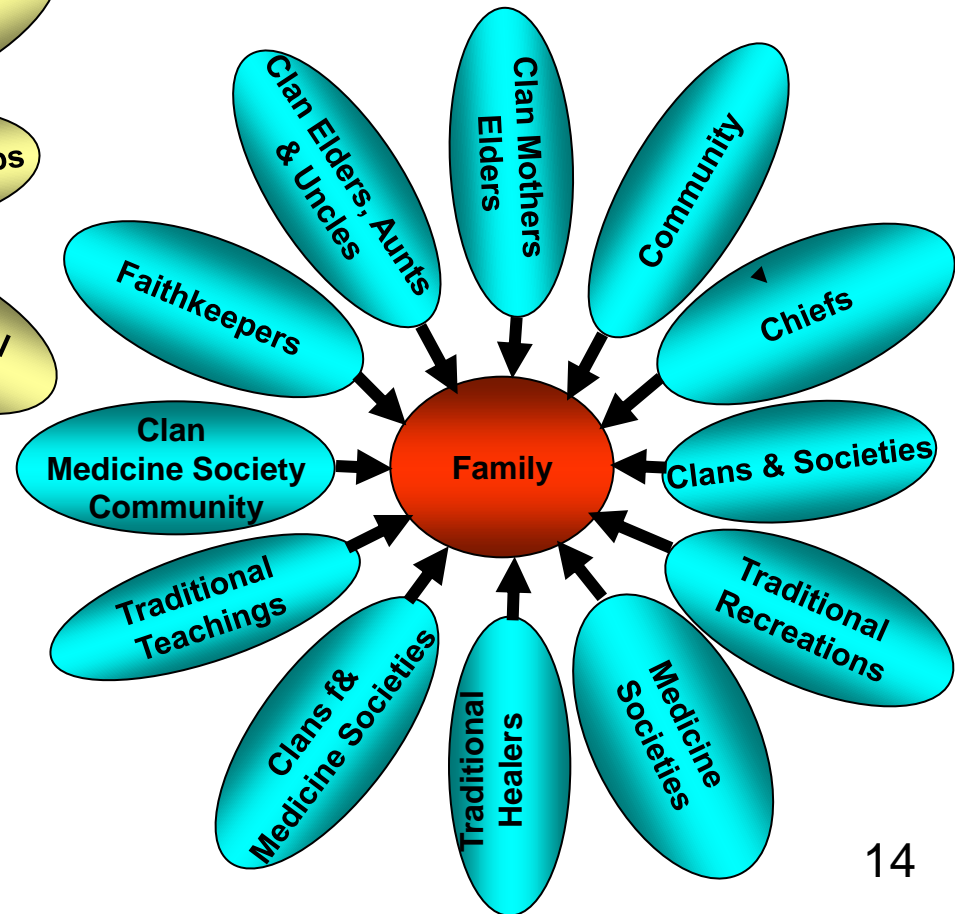 Clan Mothers
Elders
Community
Chiefs
Clans & Societies
Traditional
Recreations
Medicine
Societies
Traditional
Healers
Clans f&
Medicine Societies
Traditional
Teachings
Clan
Medicine Society
Community
Faithkeepers
Clan Elders, Aunts
& Uncles
Family
14